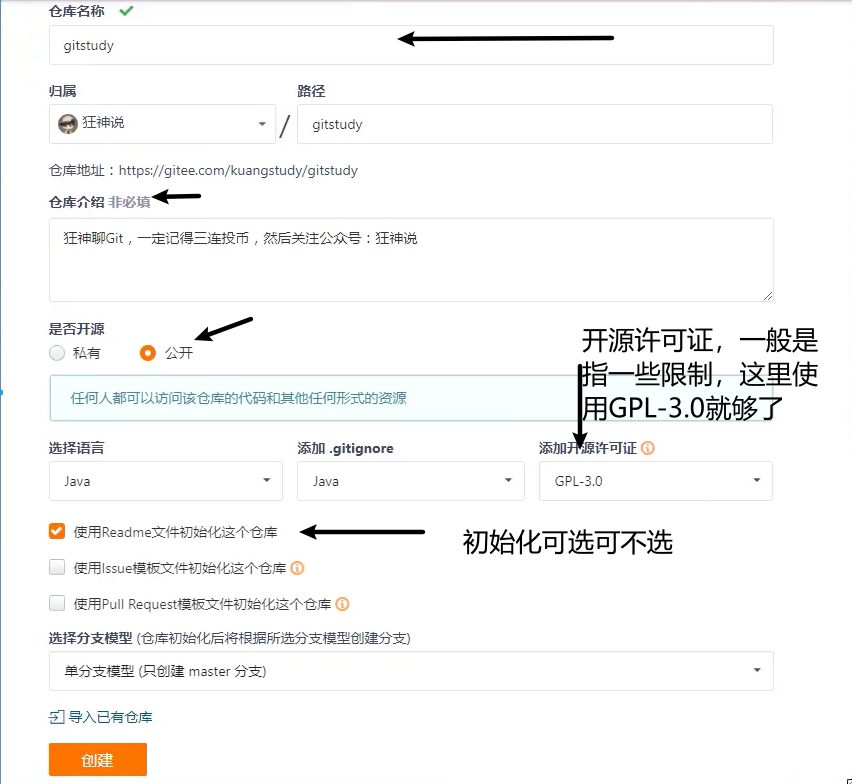 仓库名称
gitstudy
归属
路径
狂神说
/
gitstudy
仓库地址：https://gitee.com/kuangstudy/gitstudy
仓库介绍 非必填
狂神聊Git，一定记得三连投币，然后关注公众号：狂神说
是否开源
私有
公开
开源许可证，一般是
指一些限制，这里使
用GPL-3.0就够了
任何人都可以访问该仓库的代码和其他任何形式的资源
选择语言
添加 .gitignore
添加开源许可证
Java
Java
GPL-3.0
使用Readme文件初始化这个仓库
初始化可选可不选
使用Issue模板文件初始化这个仓库
使用Pull Request模板文件初始化这个仓库
选择分支模型 (仓库初始化后将根据所选分支模型创建分支)
单分支模型 (只创建 master 分支)
导入已有仓库
创建